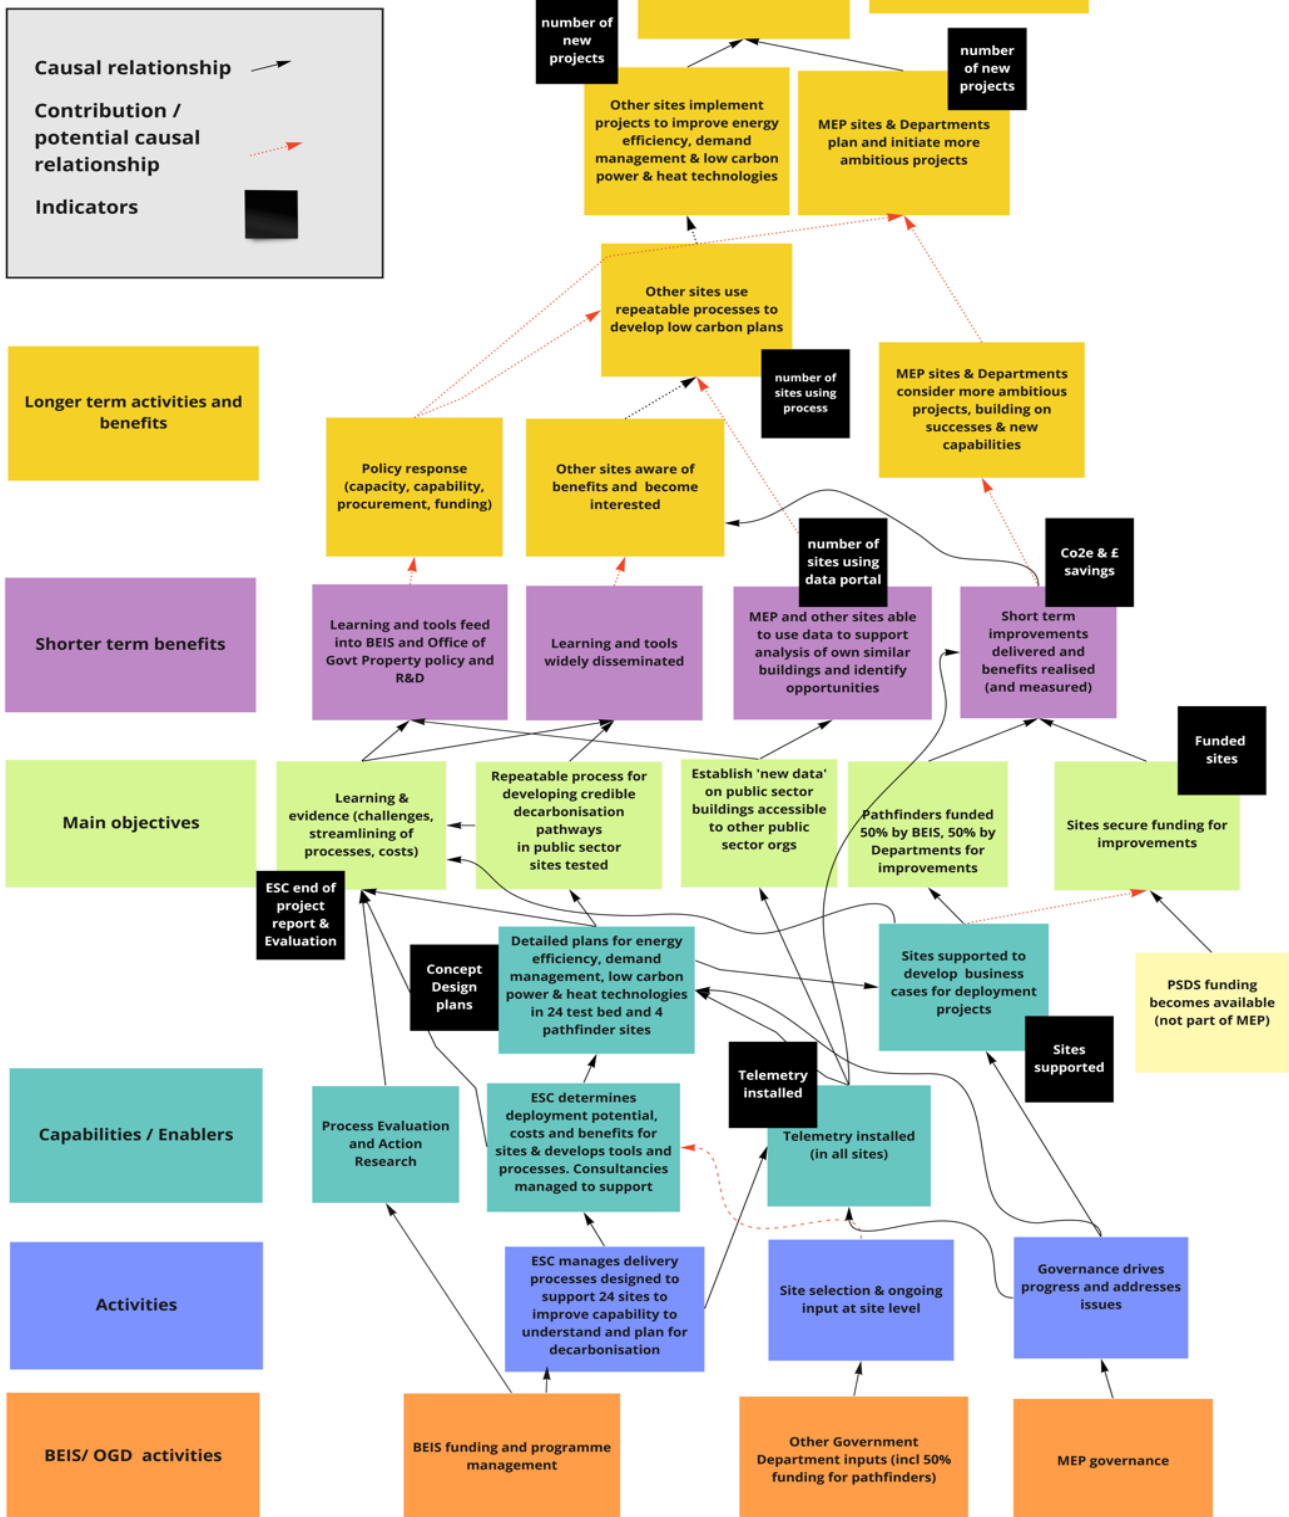 Causal relationship
Contribution /
potential causal
relationship
Indicators
number of
new
projects
number
of new
projects
Other sites implement
projects to improve energy
efficiency, demand
management & low carbon
power & heat technologies
MEP sites & Departments
plan and initiate more
ambitious projects
Other sites use
repeatable processes to
develop low carbon plans
number of
sites using
process
Longer term activities and
benefits
MEP sites & Departments
consider more ambitious
projects, building on
successes & new
capabilities
Policy response
(capacity, capability,
procurement, funding)
Other sites aware of
benefits and become
interested
number of
sites using
data portal
Co2e & £
savings
Shorter term benefits
Learning and tools feed
into BEIS and Office of
Govt Property policy and
R&D
Learning and tools
widely disseminated
MEP and other sites able
to use data to support
analysis of own similar
buildings and identify
opportunities
Short term
improvements
delivered and
benefits realised
(and measured)
Funded
sites
Main objectives
Learning &
evidence (challenges,
streamlining of
processes, costs)
Repeatable process for
developing credible
decarbonisation
pathways
in public sector
sites tested
Establish 'new data'
on public sector
buildings accessible
to other public
sector orgs
Pathfinders funded
50% by BEIS, 50% by
Departments for
improvements
Sites secure funding for
improvements
ESC end of
project
report &
Evaluation
Concept
Design
plans
Detailed plans for energy
efficiency, demand
management, low carbon
power & heat technologies
in 24 test bed and 4
pathfinder sites
Sites supported to
develop business
cases for deployment
projects
PSDS funding
becomes available
(not part of MEP)
Sites
supported
Telemetry
installed
Capabilities / Enablers
Process Evaluation
and Action
Research
ESC determines
deployment potential,
costs and benefits for
sites & develops tools and
processes. Consultancies
managed to support
Telemetry installed
(in all sites)
Activities
ESC manages delivery
processes designed to
support 24 sites to
improve capability to
understand and plan for
decarbonisation
Site selection & ongoing
input at site level
Governance drives
progress and addresses
issues
BEIS/ OGD activities
BEIS funding and programme
management
Other Government
Department inputs (incl 50%
funding for pathfinders)
MEP governance